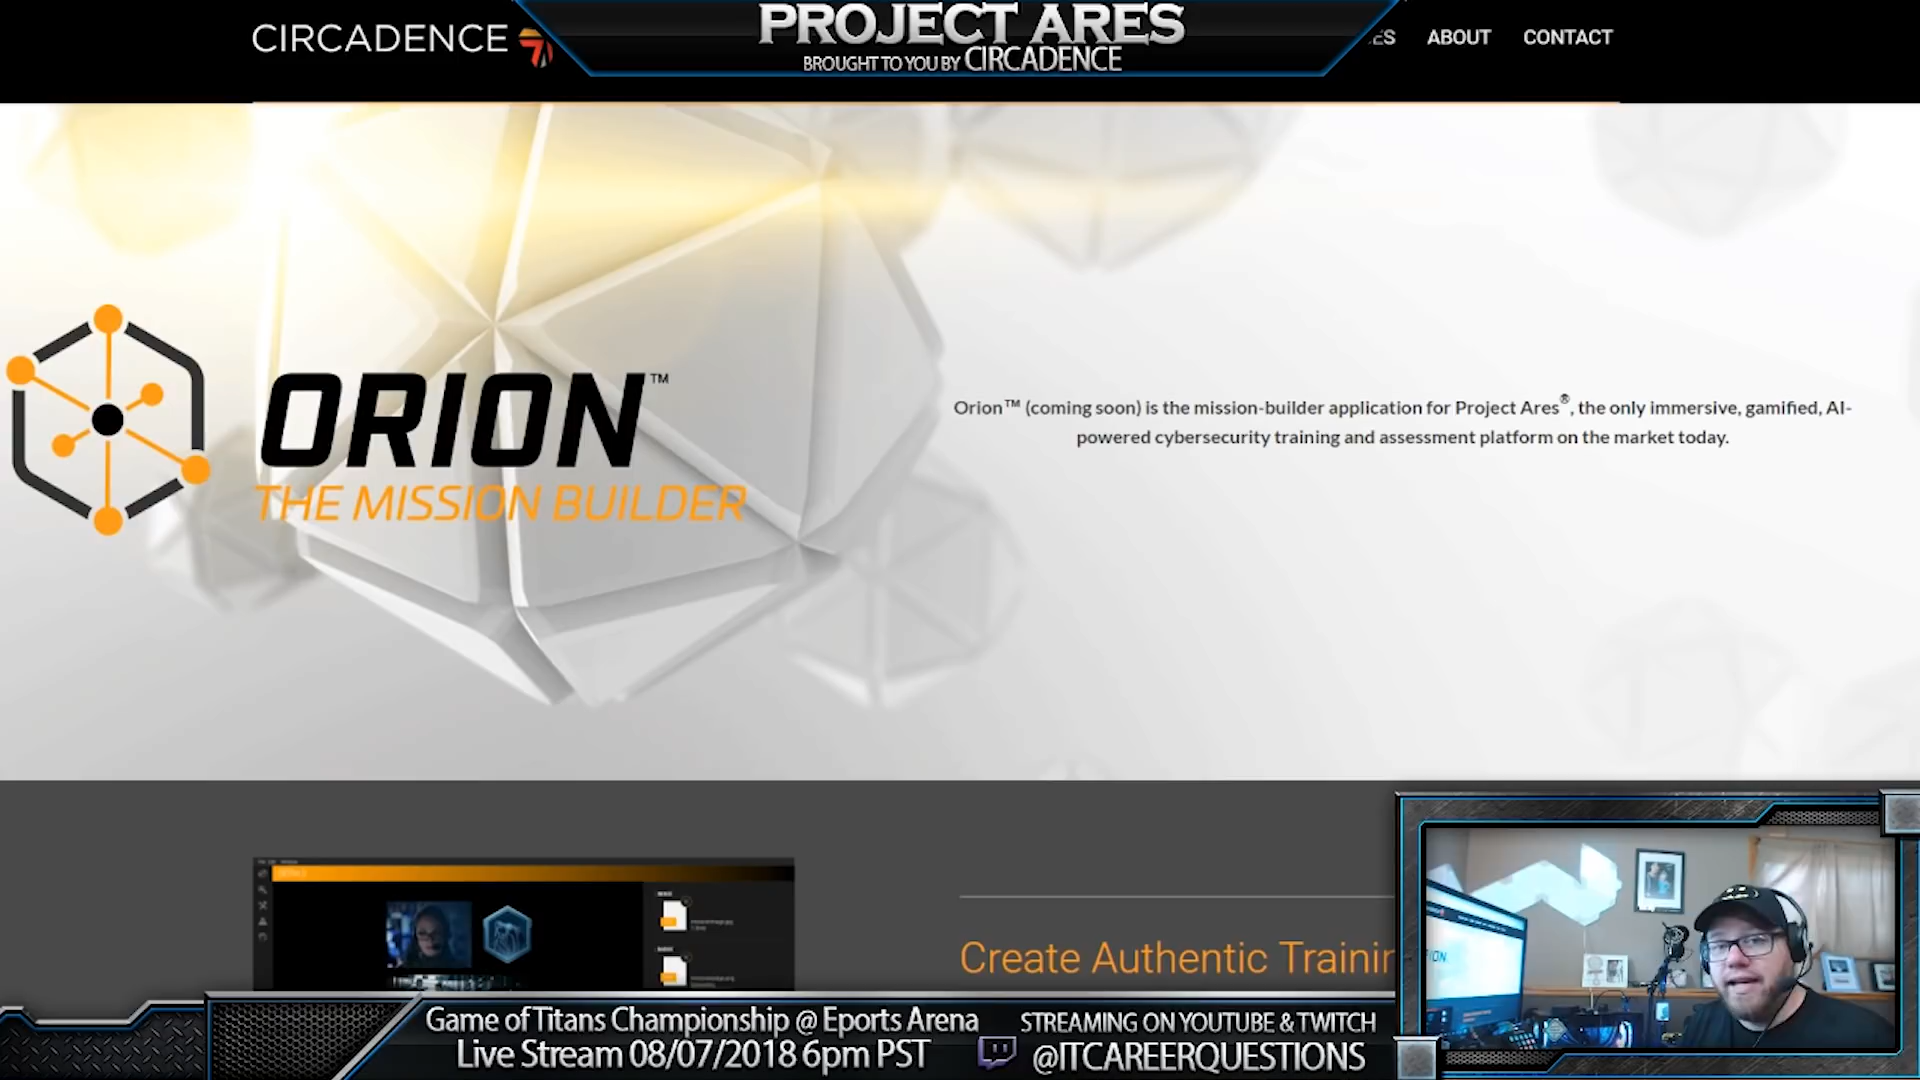 CIRCADENCE
PROJECT ARES
BROUGHT TO YOU BY CIRCADENCE
ES ABOUT CONTACT
ORION™
THE MISSION BUILDER
Orion™ (coming soon) is the mission-builder application for Project Ares®, the only immersive, gamified, AI-
powered cybersecurity training and assessment platform on the market today.
Create Authentic Trainin
Game of Titans Championship @ Eports Arena
Live Stream 08/07/2018 6pm PST
STREAMING ON YOUTUBE & TWITCH
@ITCAREERQUESTIONS
ION